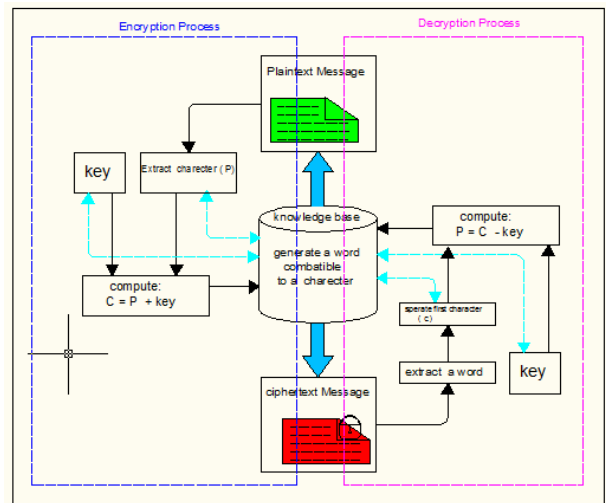 Encryption Process
Decryption Process
Plaintext Message
key
Extract charecter ( P )
knowledge base
generate a word
combatible
to a charecter
compute:
P = C - key
compute:
C = P + key
sperate first character
( c )
extract a word
key
ciphertext Message